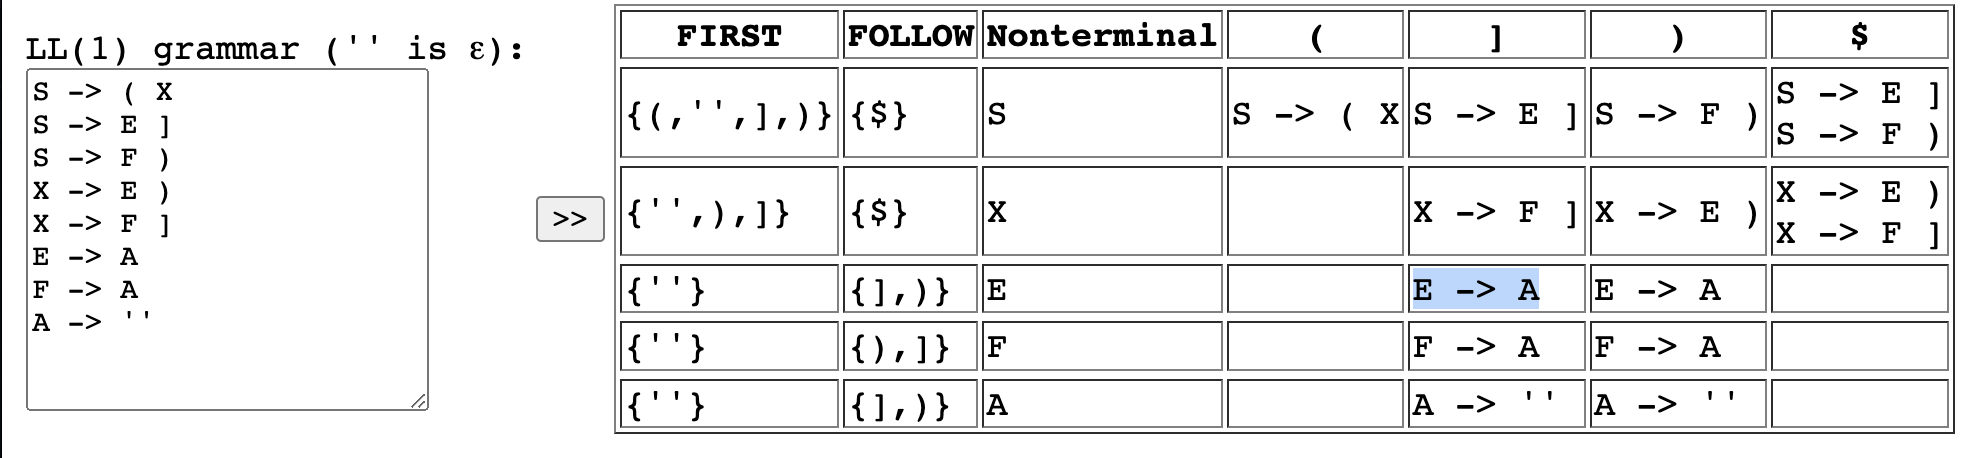 LL(1) grammar ('' is ε):
S -> ( X
S -> E ]
S -> F )
X -> E )
X -> F ]
E -> A
F -> A
A -> ''
>>
FIRST FOLLOW Nonterminal ( ] ) $
{(,'',],)} {$} S S -> ( X S -> E ] S -> F ) S -> E ]
S -> F )
{'',),]} {$} X X -> F ] X -> E ) X -> E )
X -> F ]
{''} {],)} E E -> A E -> A
{''} {),]} F F -> A F -> A
{''} {],)} A A -> '' A -> ''